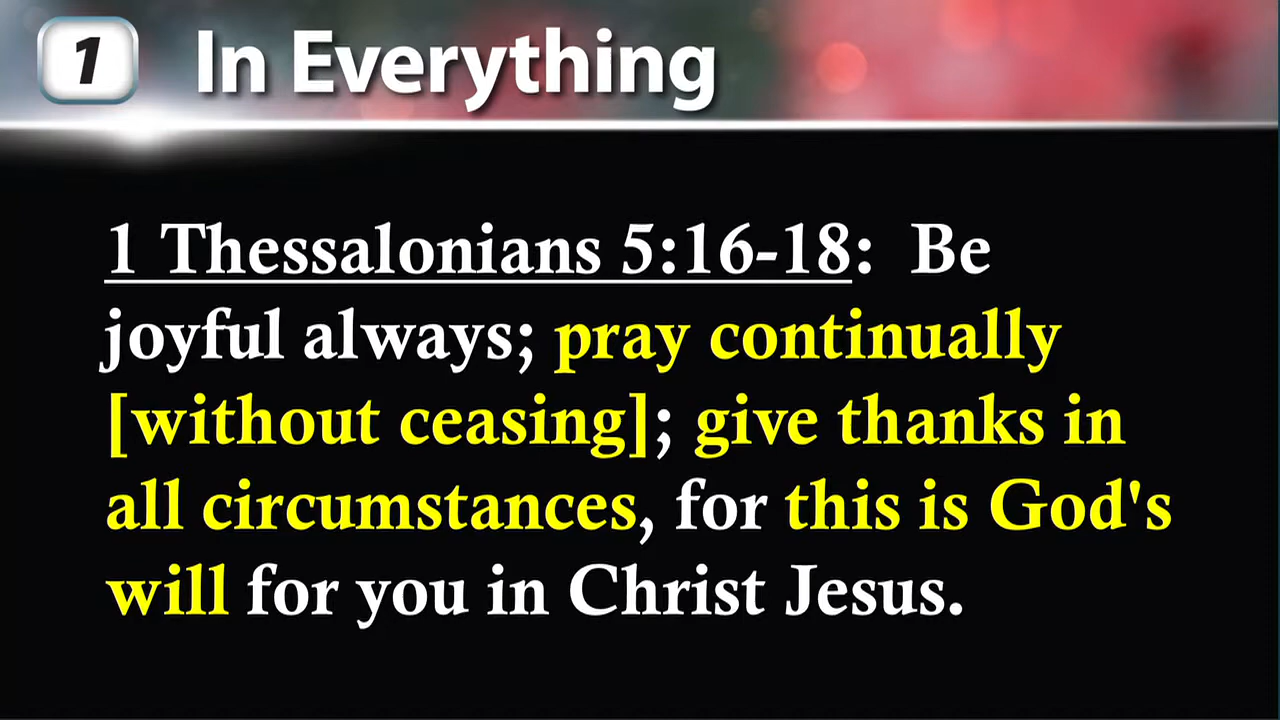 1 In Everything
1 Thessalonians 5:16-18:  Be
joyful always; pray continually
[without ceasing]; give thanks in
all circumstances, for this is God's
will for you in Christ Jesus.